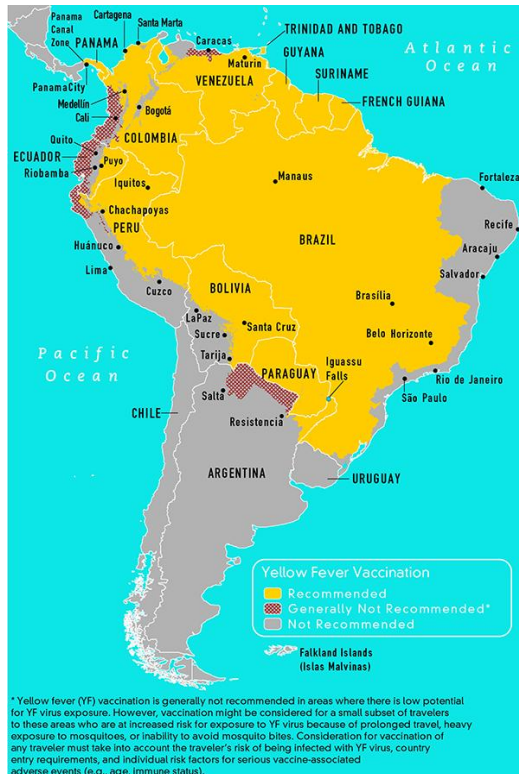 Panama
Canal
Zone
Cartagena
Santa Marta
PANAMA
Caracas
TRINIDAD AND TOBAGO
Atlantic
Ocean
Maturin
GUYANA
SURINAME
PanamaCity
VENEZUELA
FRENCH GUIANA
Medellín
Cali
Bogotá
COLOMBIA
Quito
ECUADOR
Puyo
Riobamba
Iquitos
Manaus
Fortaleza
Chachapoyas
PERU
BRAZIL
Recife
Huánuco
Aracaju
Lima
Salvador
Cuzco
BOLIVIA
Brasília
LaPaz
Santa Cruz
Sucre
Belo Horizonte
Pacific
Ocean
Tarija
PARAGUAY
Iguassu
Falls
Rio de Janeiro
São Paulo
Salta
CHILE
Resistencia
ARGENTINA
URUGUAY
Yellow Fever Vaccination
Recommended
Generally Not Recommended*
Not Recommended
Falkland Islands
(Islas Malvinas)
* Yellow fever (YF) vaccination is generally not recommended in areas where there is low potential
for YF virus exposure. However, vaccination might be considered for a small subset of travelers
to these areas who are at increased risk for exposure to YF virus because of prolonged travel, heavy
exposure to mosquitoes, or inability to avoid mosquito bites. Consideration for vaccination of
any traveler must take into account the traveler's risk of being infected with YF virus, country
entry requirements, and individual risk factors for serious vaccine-associated
adverse events (e.g., age, immune status).